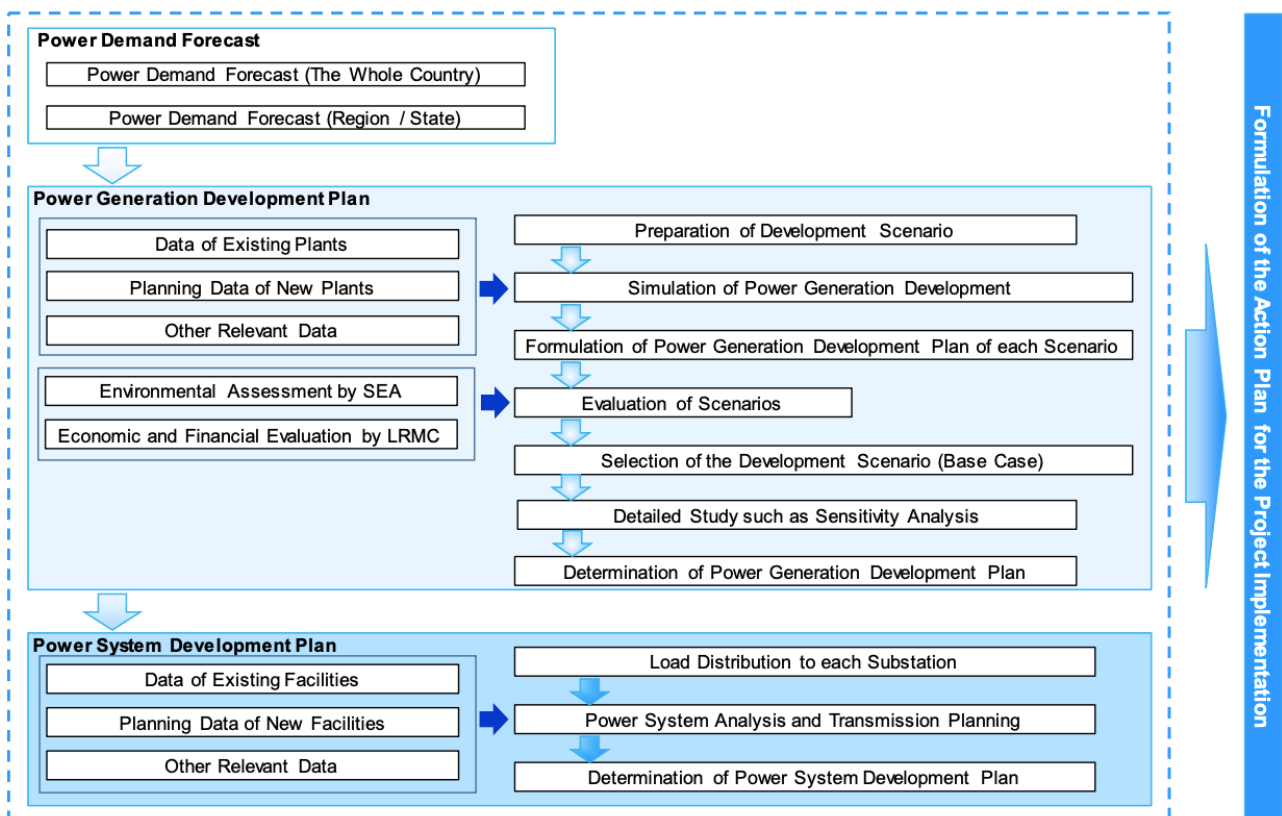 Power Demand Forecast
Power Demand Forecast (The Whole Country)
Power Demand Forecast (Region / State)
Power Generation Development Plan
Data of Existing Plants
Planning Data of New Plants
Other Relevant Data
Environmental Assessment by SEA
Economic and Financial Evaluation by LRMC
Preparation of Development Scenario
Simulation of Power Generation Development
Formulation of Power Generation Development Plan of each Scenario
Evaluation of Scenarios
Selection of the Development Scenario (Base Case)
Detailed Study such as Sensitivity Analysis
Determination of Power Generation Development Plan
Power System Development Plan
Data of Existing Facilities
Planning Data of New Facilities
Other Relevant Data
Load Distribution to each Substation
Power System Analysis and Transmission Planning
Determination of Power System Development Plan
Formulation of the Action Plan for the Project Implementation